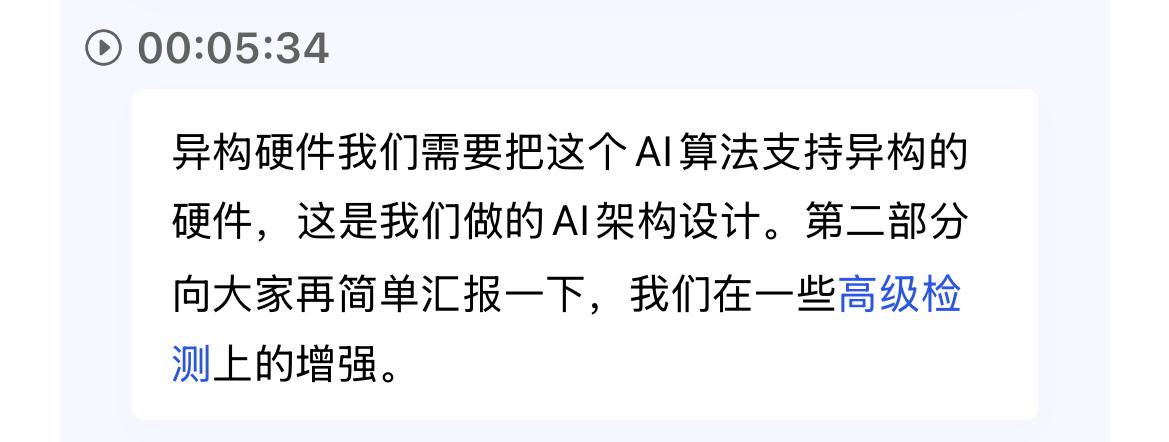 00:05:34
异构硬件我们需要把这个AI算法支持异构的
硬件，这是我们做的AI架构设计。第二部分
向大家再简单汇报一下，我们在一些高级检
测上的增强。